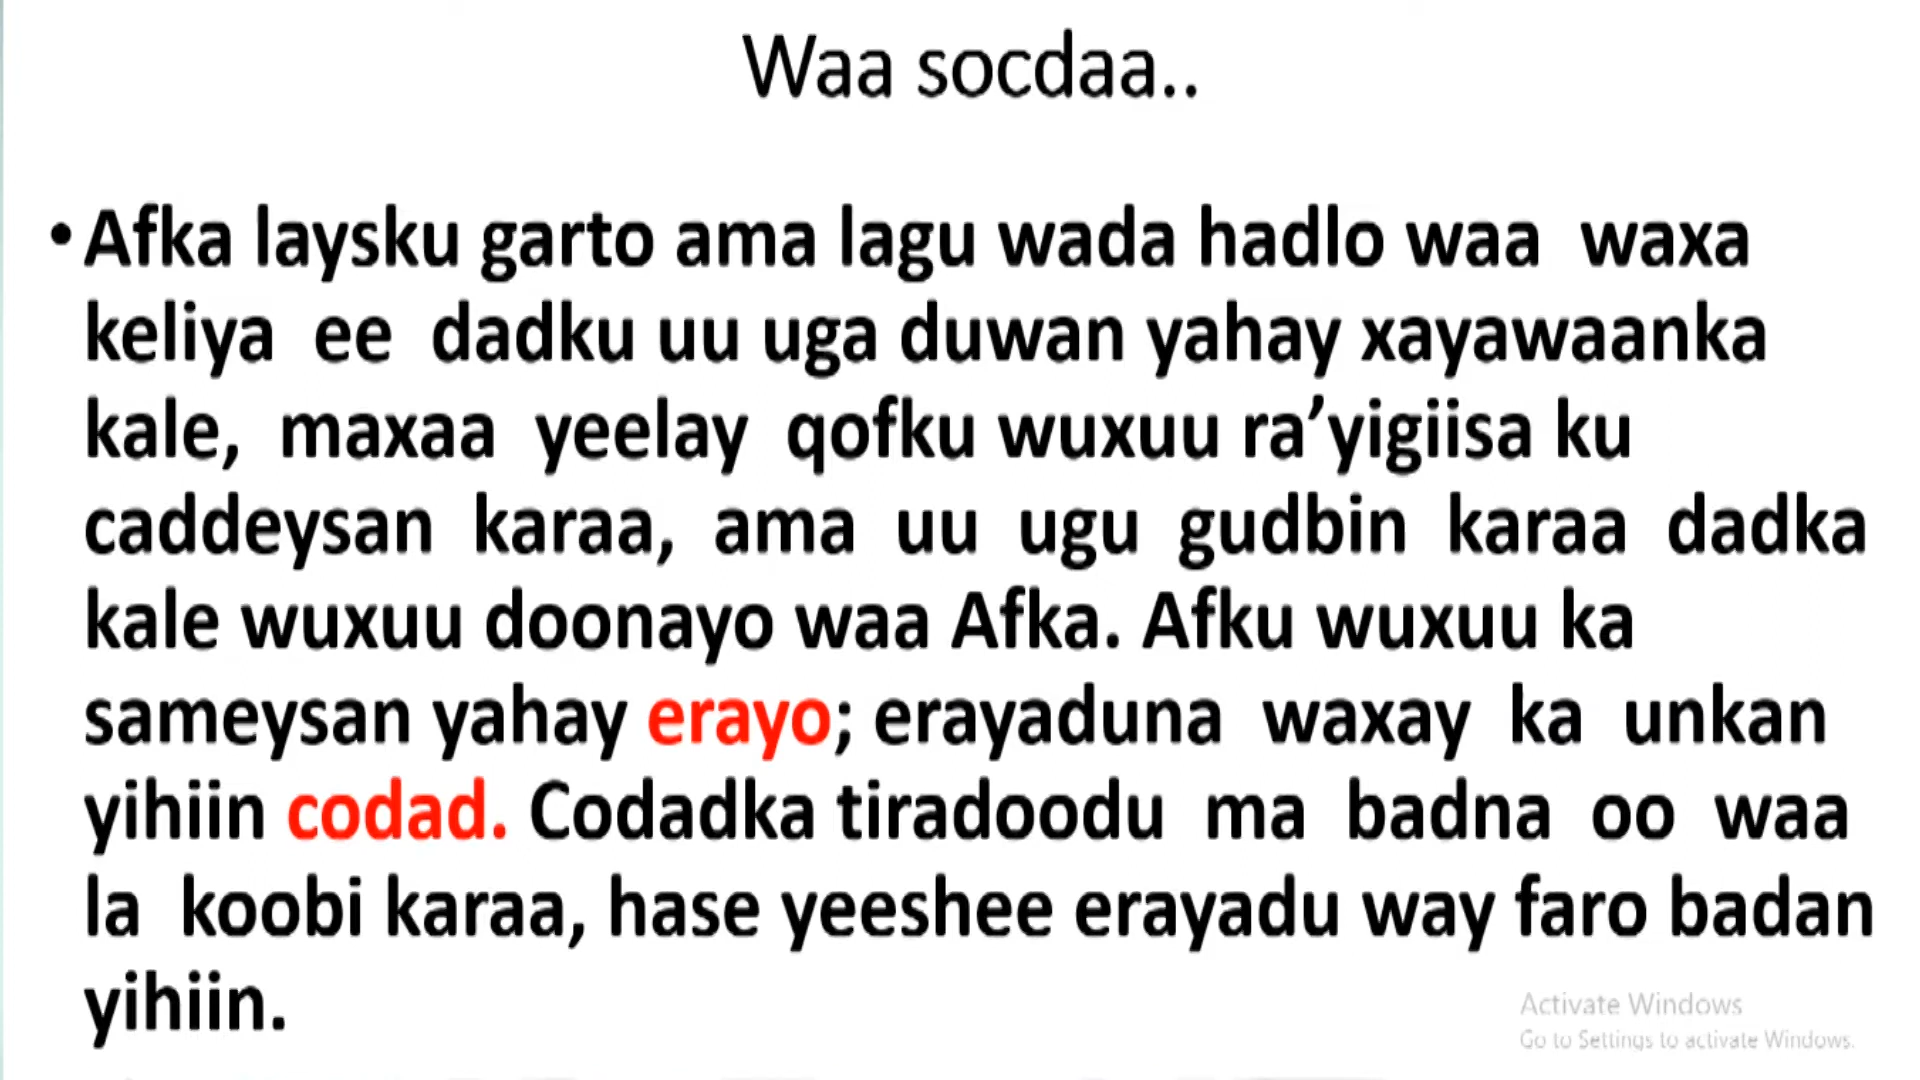 Waa socdaa..
• Afka laysku garto ama lagu wada hadlo waa waxa
keliya ee dadku uu uga duwan yahay xayawaanka
kale, maxaa yeelay qofku wuxuu ra’yigiisa ku
caddeysan karaa, ama uu ugu gudbin karaa dadka
kale wuxuu doonayo waa Afka. Afku wuxuu ka
sameysan yahay erayo; erayaduna waxay ka unkan
yihiin codad. Codadka tiradoodu ma badna oo waa
la koobi karaa, hase yeeshee erayadu way faro badan
yihiin.
Activate Windows
Go to Settings to activate Windows.